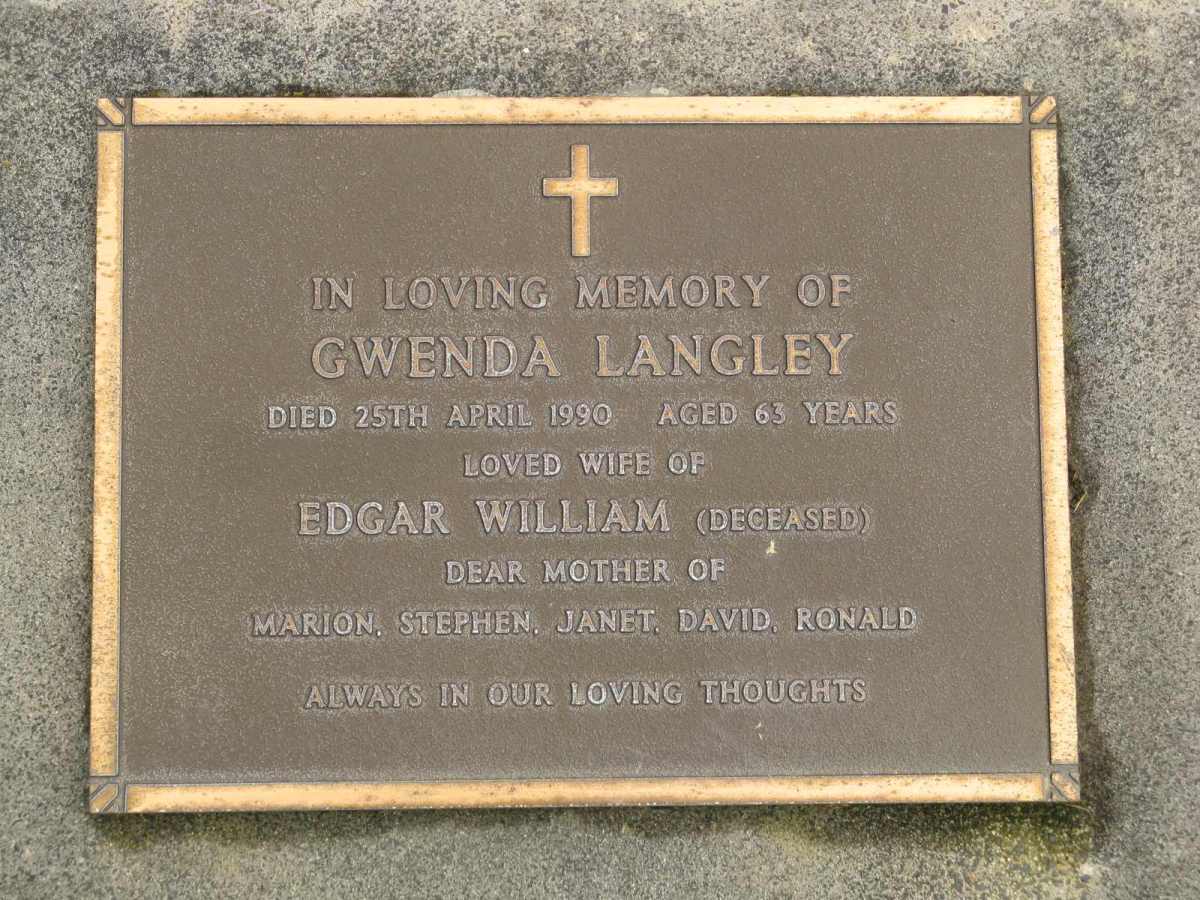 IN LOVING MEMORY OF
GWENDA LANGLEY
DIED 25TH APRIL 1990 AGED 63 YEARS
LOVED WIFE OF
EDGAR WILLIAM (DECEASED)
DEAR MOTHER OF
MARION, STEPHEN, JANET, DAVID, RONALD
ALWAYS IN OUR LOVING THOUGHTS